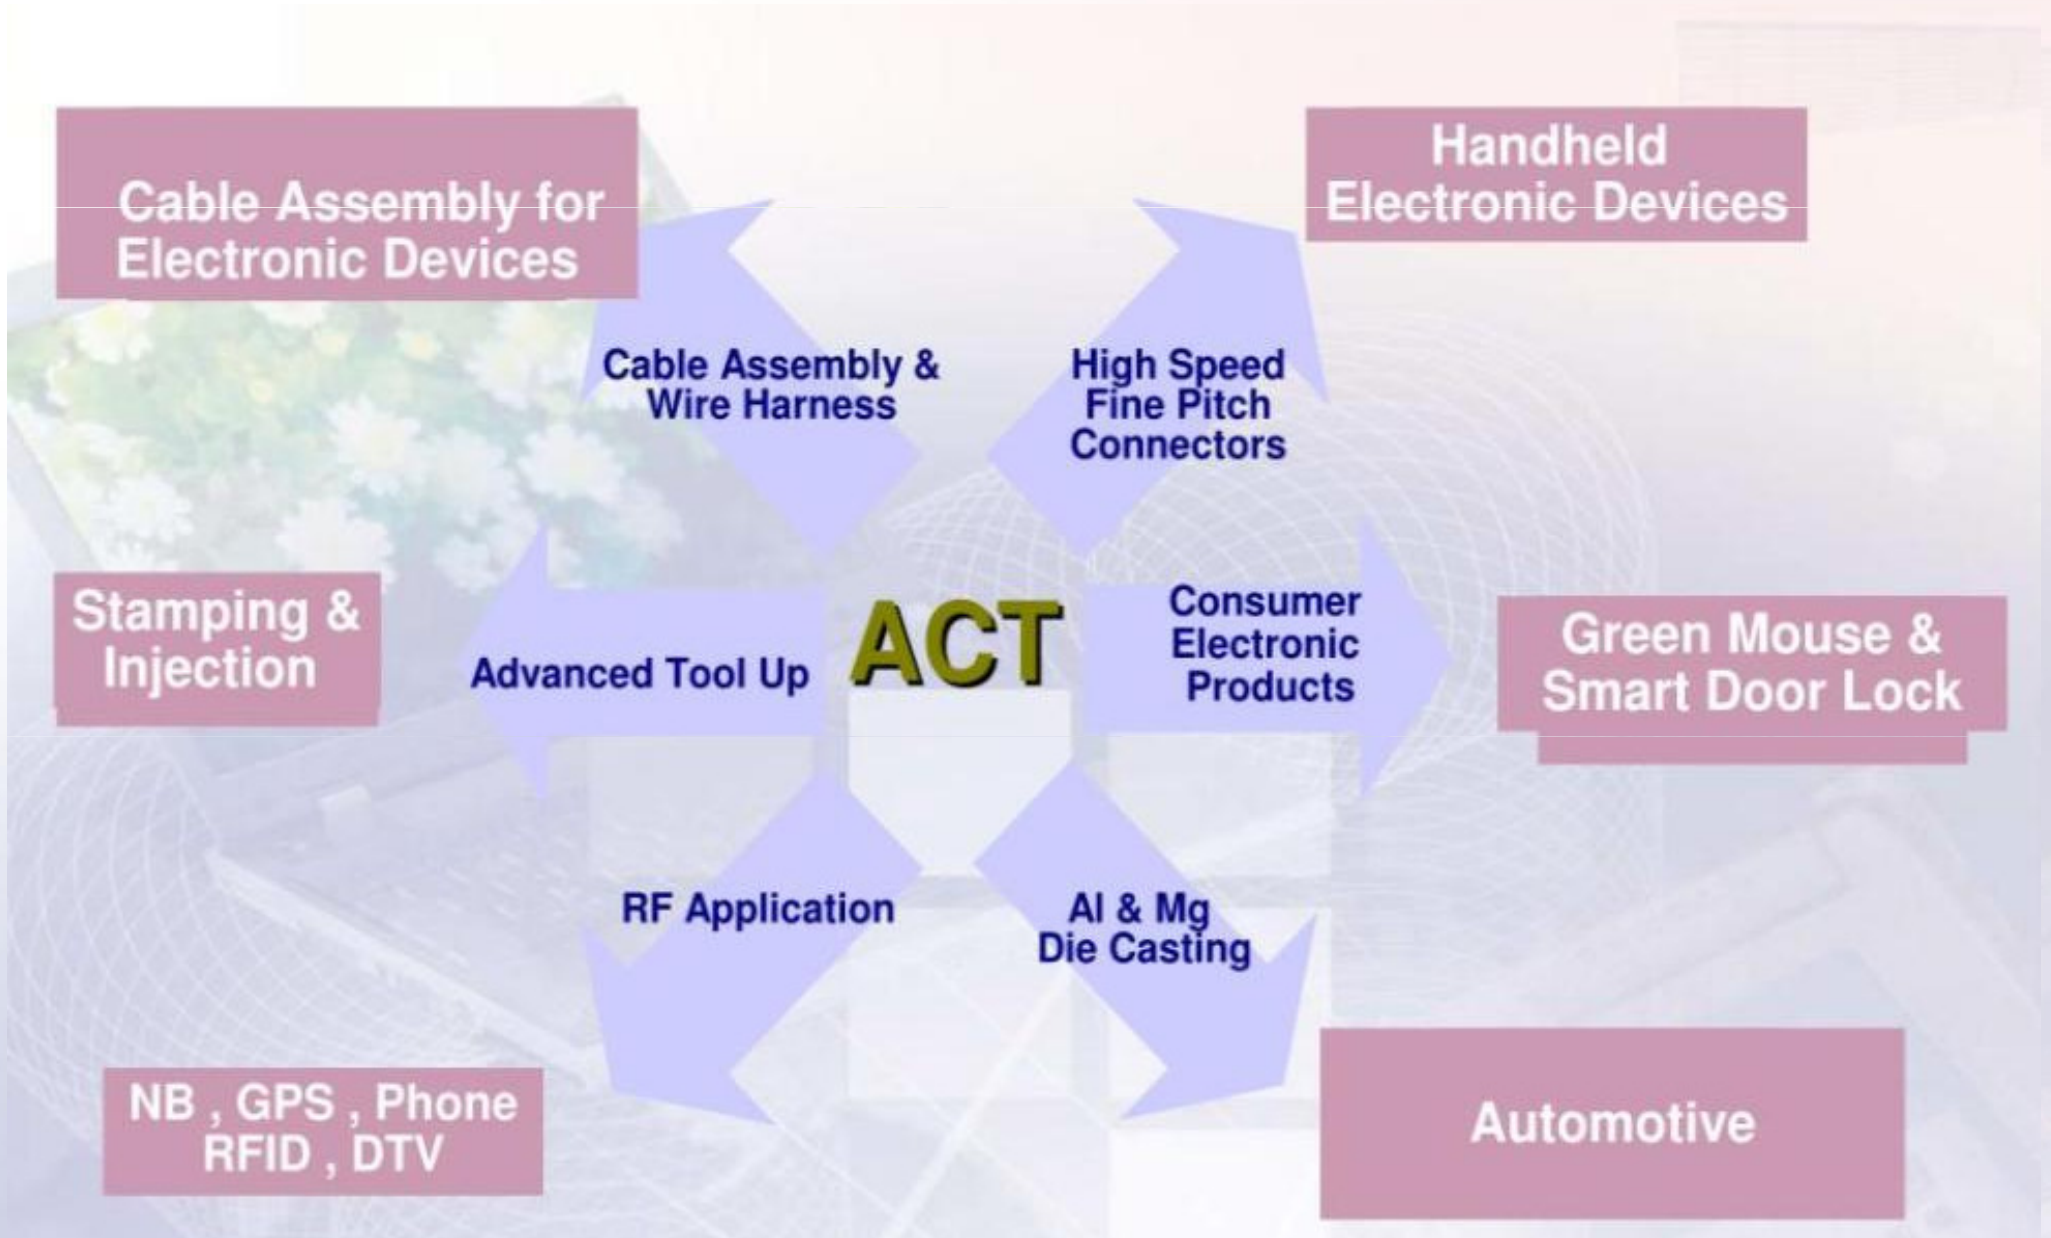 Cable Assembly for
Electronic Devices
Handheld
Electronic Devices
Cable Assembly &
Wire Harness
High Speed
Fine Pitch
Connectors
Stamping &
Injection
Advanced Tool Up
ACT
Consumer
Electronic
Products
Green Mouse &
Smart Door Lock
RF Application
Al & Mg
Die Casting
NB , GPS , Phone
RFID , DTV
Automotive